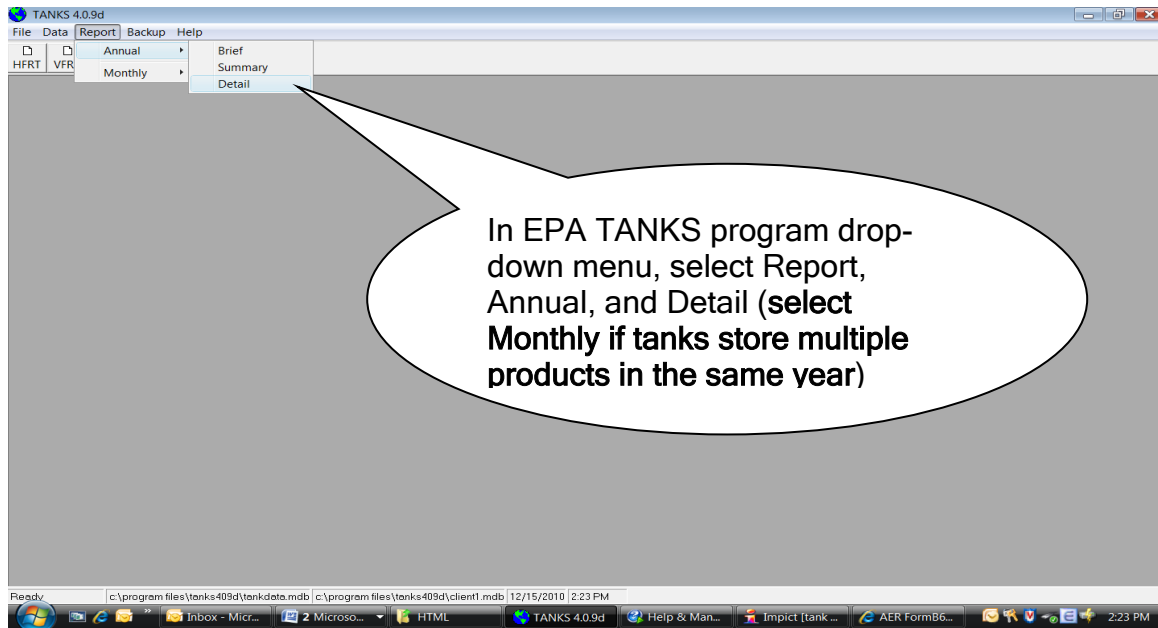 TANKS 4.0.9d
File Data Report Backup Help
HFRT VFR
Annual
Monthly
Brief
Summary
Detail
In EPA TANKS program drop-
down menu, select Report,
Annual, and Detail (select
Monthly if tanks store multiple
products in the same year)
Ready c:\program files\tanks409d\tankdata.mdb c:\program files\tanks409d\client1.mdb 12/15/2010 2:23 PM
Inbox - Micr... 2 Microso... HTML TANKS 4.0.9d Help & Man... Impict [tank ... AER FormB6... 2:23 PM